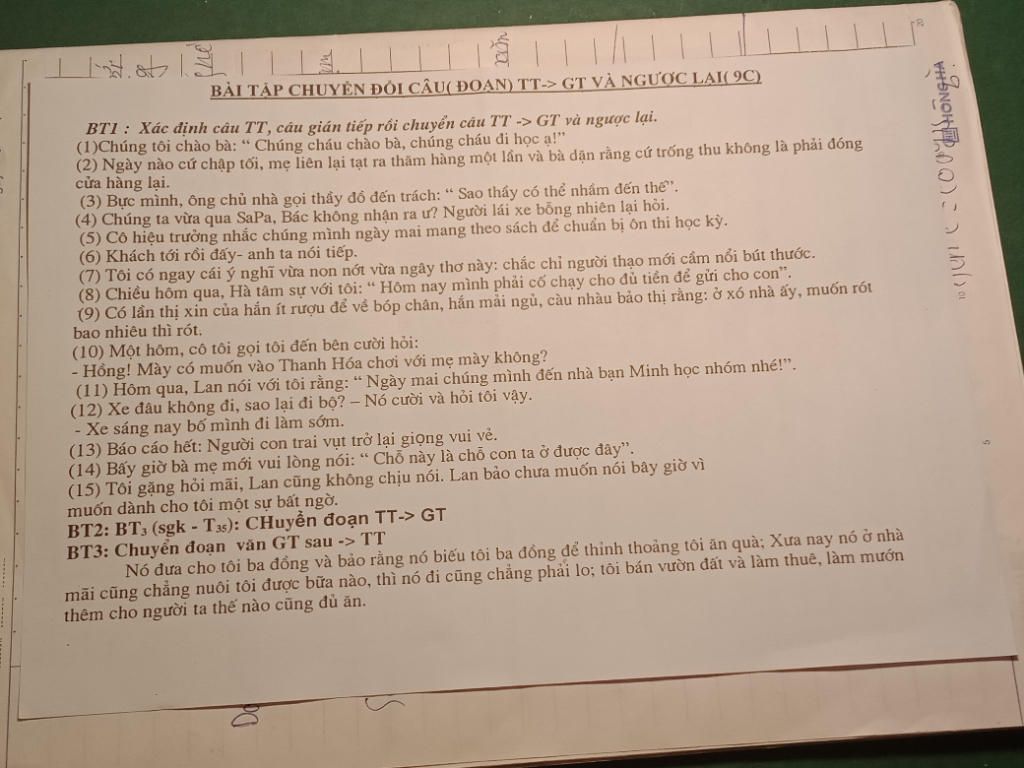 BÀI TẬP CHUYỂN ĐỔI CÂU( ĐOẠN) TT-> GT VÀ NGƯỢC LẠI( 9C)
BT1 : Xác định câu TT, câu gián tiếp rồi chuyển câu TT -> GT và ngược lại.
(1)Chúng tôi chào bà: “ Chúng cháu chào bà, chúng cháu đi học ạ!”
(2) Ngày nào cứ chập tối, mẹ liên lại tạt ra thăm hàng một lần và bà dặn rằng cứ trống thu không là phải đóng
cửa hàng lại.
(3) Bực mình, ông chủ nhà gọi thầy đồ đến trách: “ Sao thầy có thể nhầm đến thế”.
(4) Chúng ta vừa qua SaPa, Bác không nhận ra ư? Người lái xe bỗng nhiên lại hỏi.
(5) Cô hiệu trưởng nhắc chúng mình ngày mai mang theo sách để chuẩn bị ôn thi học kỳ.
(6) Khách tới rồi đấy- anh ta nói tiếp.
(7) Tôi có ngay cái ý nghĩ vừa non nớt vừa ngây thơ này: chắc chỉ người thạo mới cầm nổi bút thước.
(8) Chiều hôm qua, Hà tâm sự với tôi: “ Hôm nay mình phải cố chạy cho đủ tiền để gửi cho con”.
(9) Có lần thị xin của hắn ít rượu để về bóp chân, hắn mải ngủ, càu nhàu bảo thị rằng: ở xó nhà ấy, muốn rót
bao nhiêu thì rót.
(10) Một hôm, cô tôi gọi tôi đến bên cười hỏi:
- Hồng! Mày có muốn vào Thanh Hóa chơi với mẹ mày không?
(11) Hôm qua, Lan nói với tôi rằng: “ Ngày mai chúng mình đến nhà bạn Minh học nhóm nhé!”.
(12) Xe đâu không đi, sao lại đi bộ? – Nó cười và hỏi tôi vậy.
- Xe sáng nay bố mình đi làm sớm.
(13) Báo cáo hết: Người con trai vụt trở lại giọng vui vẻ.
(14) Bấy giờ bà mẹ mới vui lòng nói: “ Chỗ này là chỗ con ta ở được đây”.
(15) Tôi gặng hỏi mãi, Lan cũng không chịu nói. Lan bảo chưa muốn nói bây giờ vì
muốn dành cho tôi một sự bất ngờ.
BT2: BT3 (sgk - T35): CHuyển đoạn TT-> GT
BT3: Chuyển đoạn văn GT sau -> TT
Nó đưa cho tôi ba đồng và bảo rằng nó biếu tôi ba đồng để thỉnh thoảng tôi ăn quà; Xưa nay nó ở nhà
mãi cũng chẳng nuôi tôi được bữa nào, thì nó đi cũng chẳng phải lo; tôi bán vườn đất và làm thuê, làm mướn
thêm cho người ta thế nào cũng đủ ăn.
HỒNG HÀ
20
10
5